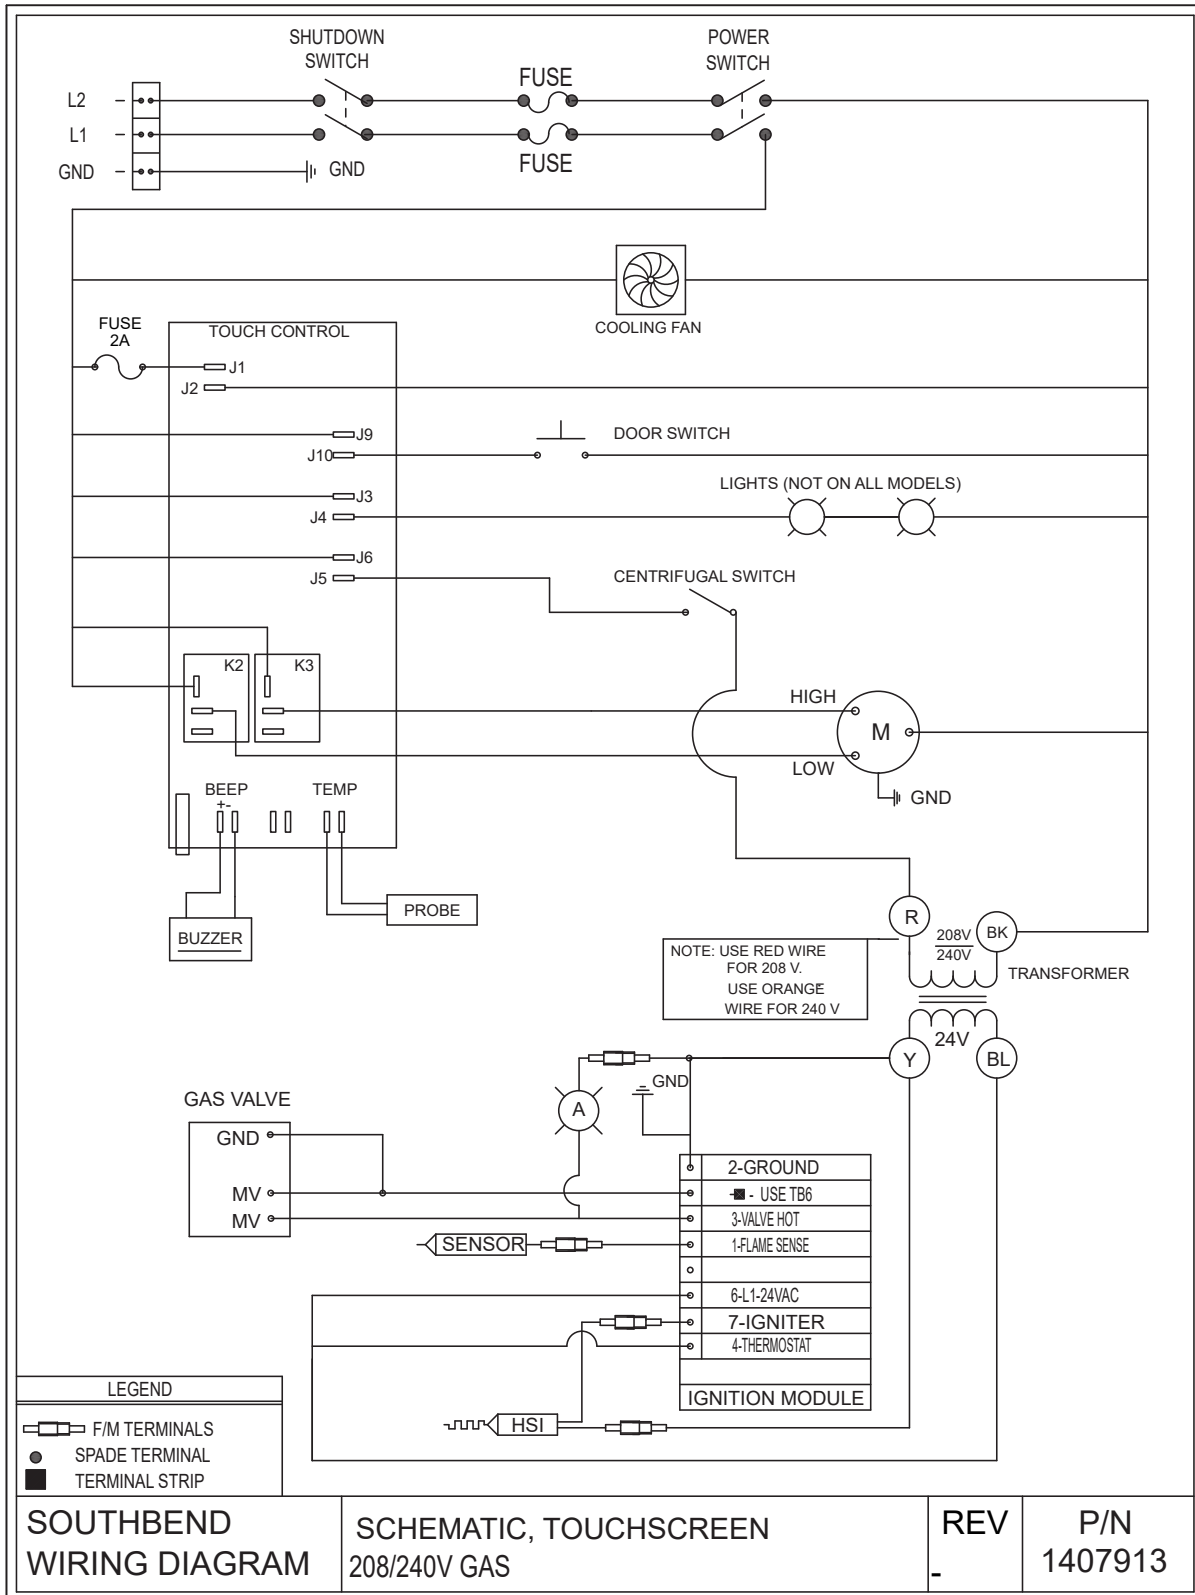 SHUTDOWN
SWITCH
POWER
SWITCH
FUSE
L2
L1
FUSE
GND
GND
COOLING FAN
FUSE
2A
TOUCH CONTROL
J1
J2
J9
DOOR SWITCH
J10
LIGHTS (NOT ON ALL MODELS)
J3
J4
J6
CENTRIFUGAL SWITCH
J5
K2
K3
HIGH
M
LOW
BEEP
+-
TEMP
GND
PROBE
BUZZER
R
BK
208V
240V
NOTE: USE RED WIRE
FOR 208 V.
USE ORANGE
WIRE FOR 240 V
TRANSFORMER
24V
Y
BL
GND
GAS VALVE
A
GND
2-GROUND
MV
- USE TB6
MV
3-VALVE HOT
SENSOR
1-FLAME SENSE
6-L1-24VAC
7-IGNITER
4-THERMOSTAT
IGNITION MODULE
HSI
LEGEND
F/M TERMINALS
SPADE TERMINAL
TERMINAL STRIP
SOUTHBEND
WIRING DIAGRAM
SCHEMATIC, TOUCHSCREEN
208/240V GAS
REV
-
P/N
1407913